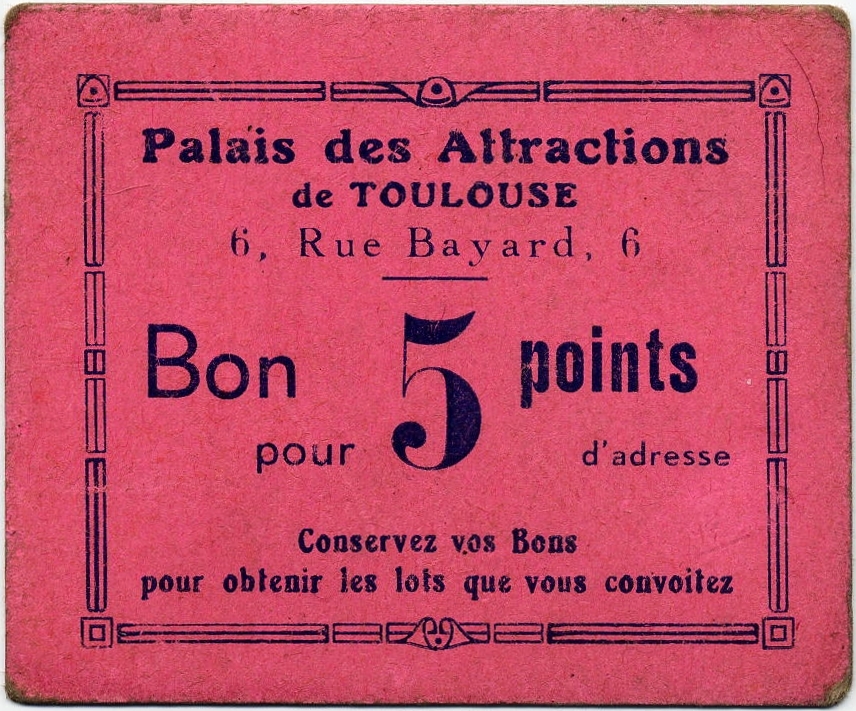 Palais des Attractions
de TOULOUSE
6, Rue Bayard, 6
Bon 5 points
pour d'adresse
Conservez vos Bons
pour obtenir les lots que vous convoitez